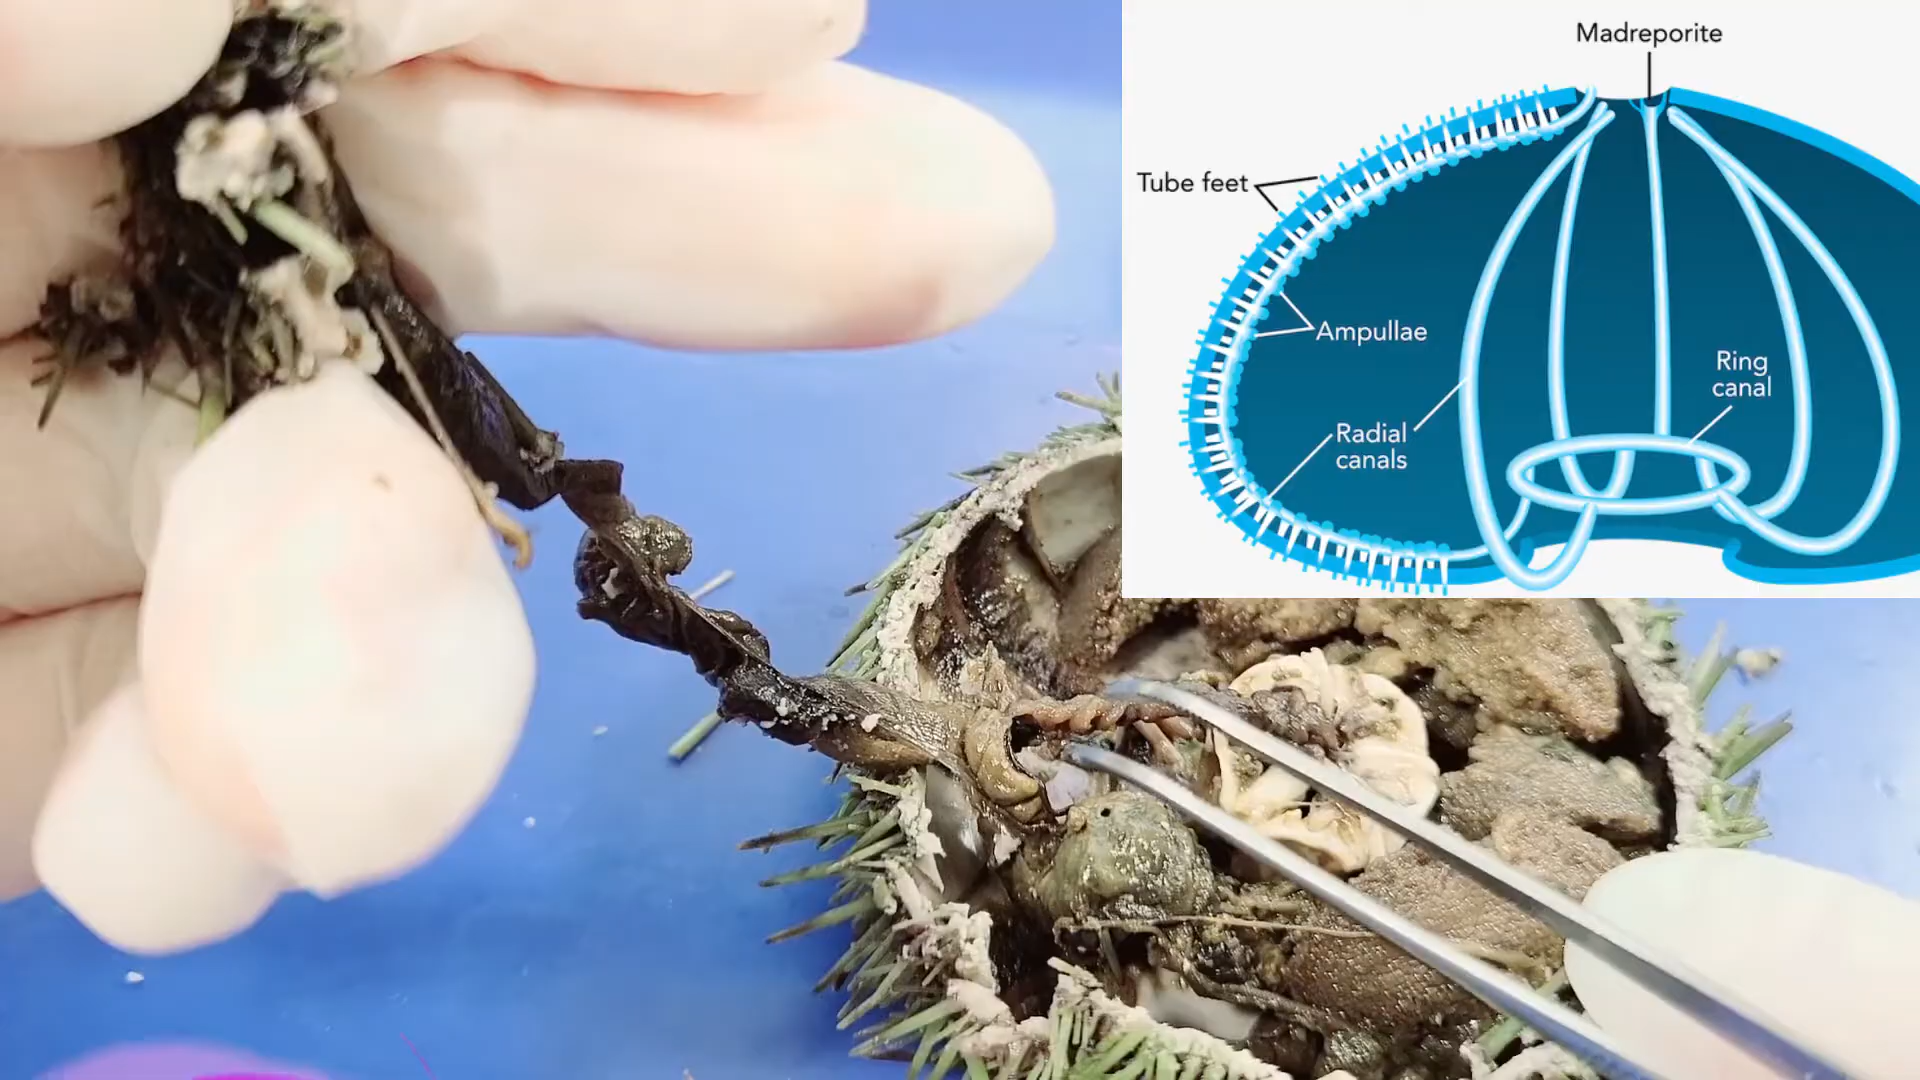 Madreporite
Tube feet
Ampullae
Ring
canal
Radial
canals